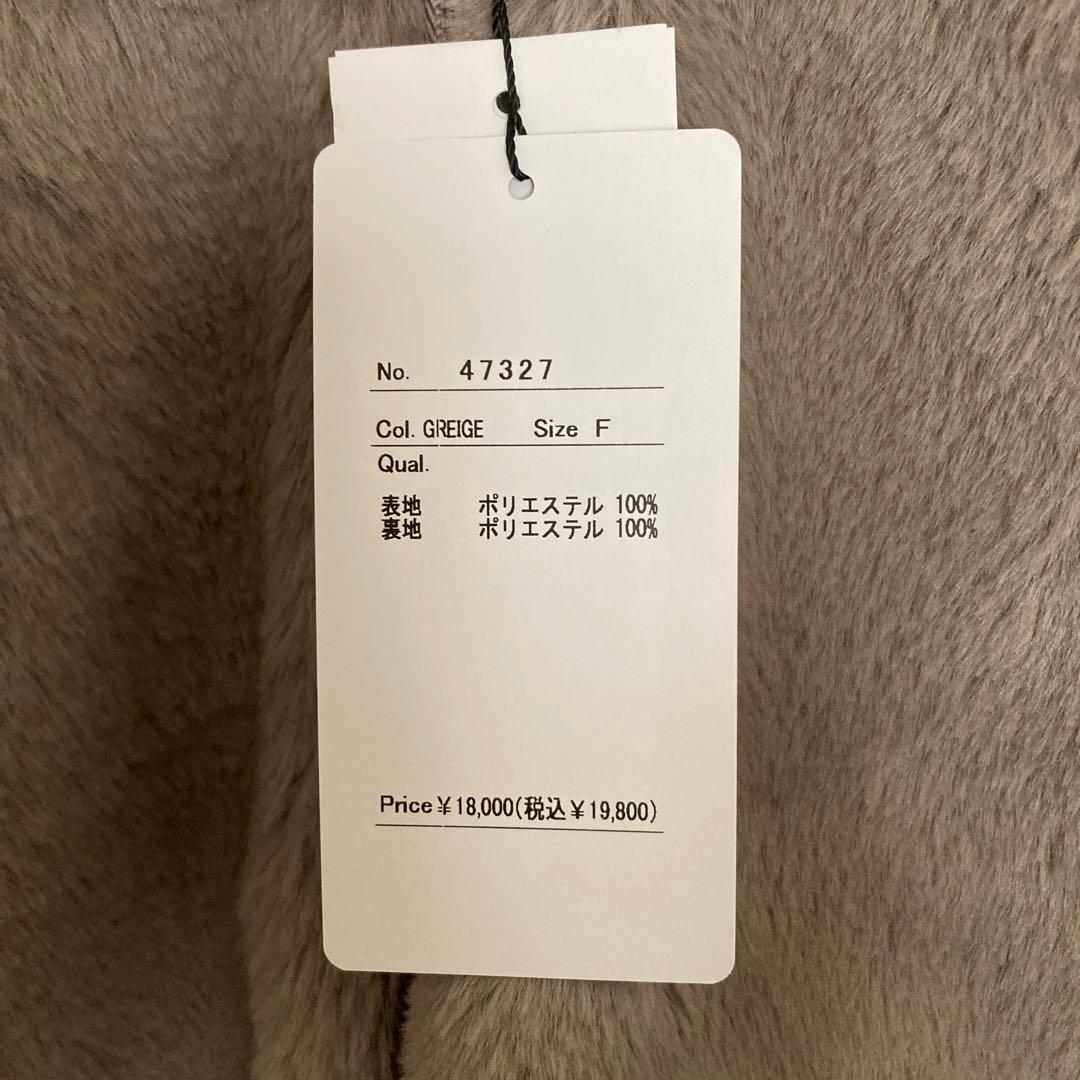 No. 47327
Col. GREIGE Size F
Qual.
表地 ポリエステル 100%
裏地 ポリエステル 100%
Price ¥18,000(税込¥19,800)